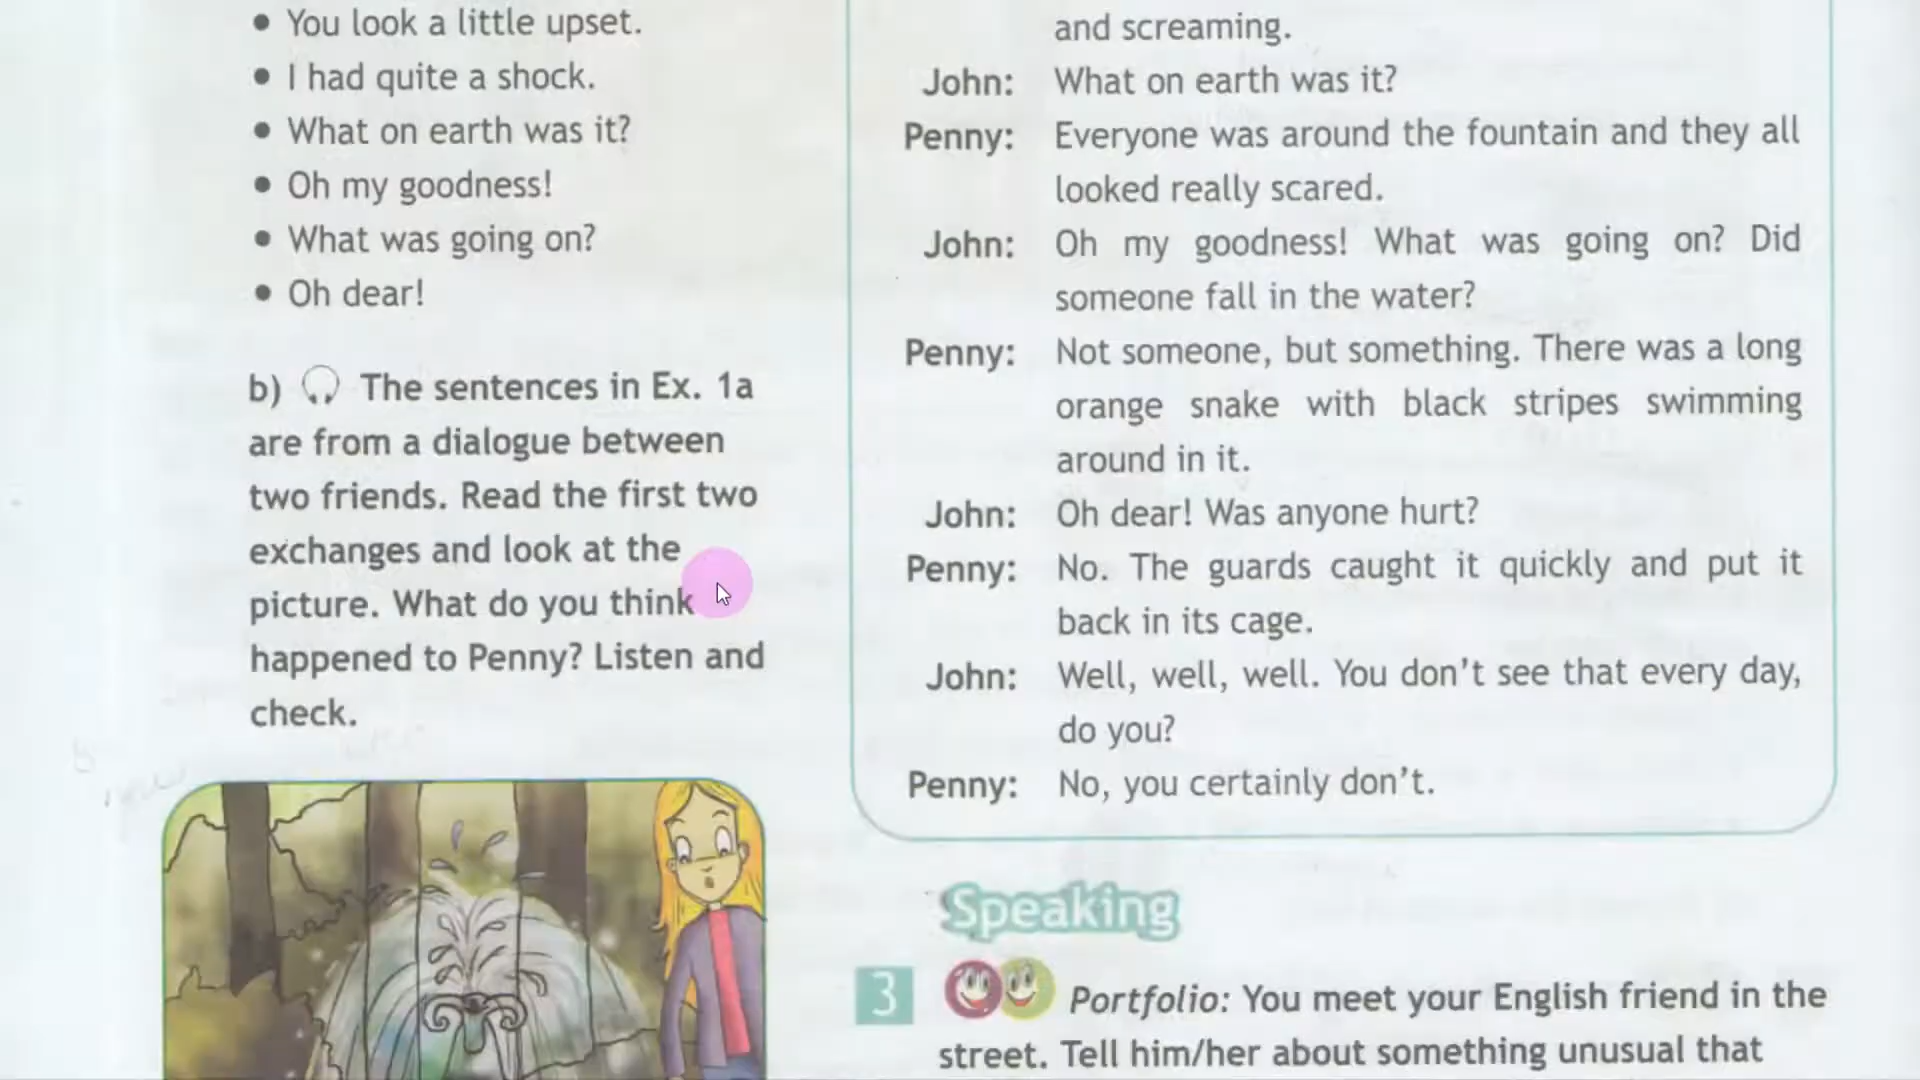 • You look a little upset.
• I had quite a shock.
• What on earth was it?
• Oh my goodness!
• What was going on?
• Oh dear!
b) The sentences in Ex. 1a
are from a dialogue between
two friends. Read the first two
exchanges and look at the
picture. What do you think
happened to Penny? Listen and
check.
and screaming.
John: What on earth was it?
Penny: Everyone was around the fountain and they all
looked really scared.
John: Oh my goodness! What was going on? Did
someone fall in the water?
Penny: Not someone, but something. There was a long
orange snake with black stripes swimming
around in it.
John: Oh dear! Was anyone hurt?
Penny: No. The guards caught it quickly and put it
back in its cage.
John: Well, well, well. You don't see that every day,
do you?
Penny: No, you certainly don't.
Speaking
3 Portfolio: You meet your English friend in the
street. Tell him/her about something unusual that